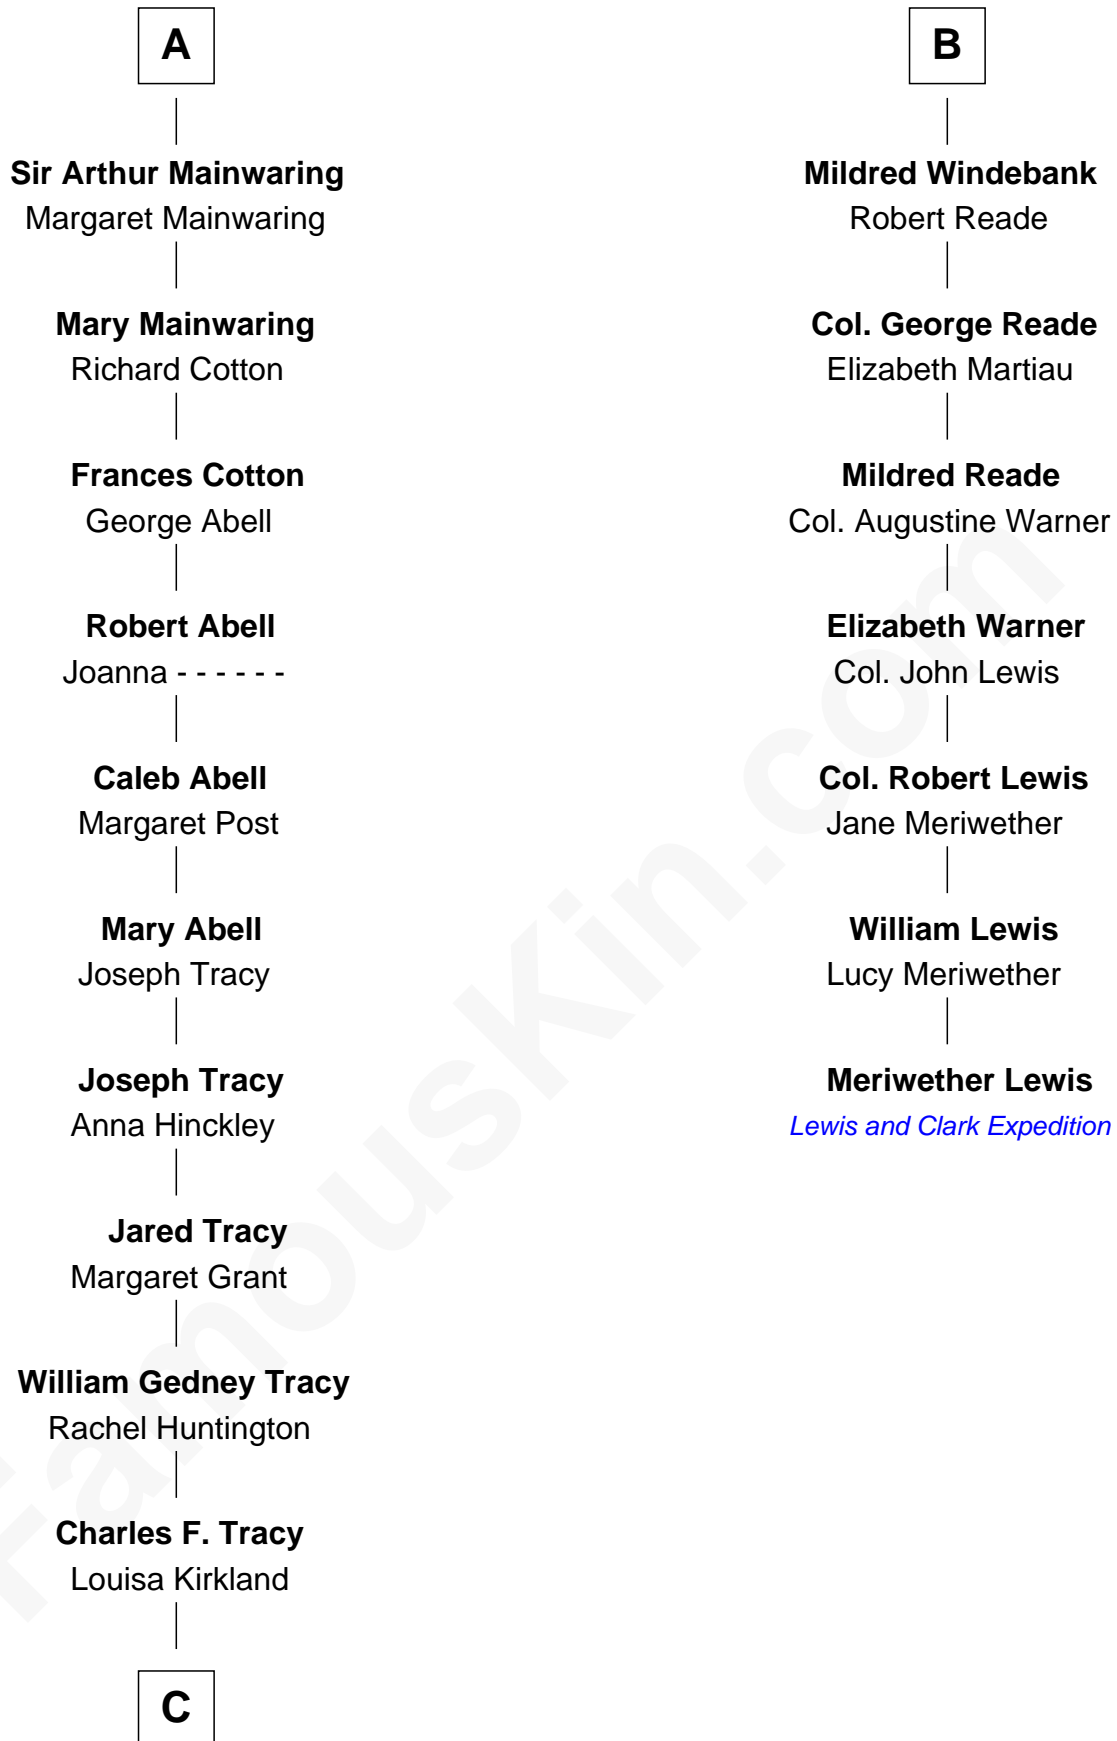 A
Sir Arthur Mainwaring
Margaret Mainwaring
Mary Mainwaring
Richard Cotton
Frances Cotton
George Abell
Robert Abell
Joanna - - - - - -
Caleb Abell
Margaret Post
Mary Abell
Joseph Tracy
Joseph Tracy
Anna Hinckley
Jared Tracy
Margaret Grant
William Gedney Tracy
Rachel Huntington
Charles F. Tracy
Louisa Kirkland
C
B
Mildred Windebank
Robert Reade
Col. George Reade
Elizabeth Martiau
Mildred Reade
Col. Augustine Warner
Elizabeth Warner
Col. John Lewis
Col. Robert Lewis
Jane Meriwether
William Lewis
Lucy Meriwether
Meriwether Lewis
Lewis and Clark Expedition
FamousKin.com